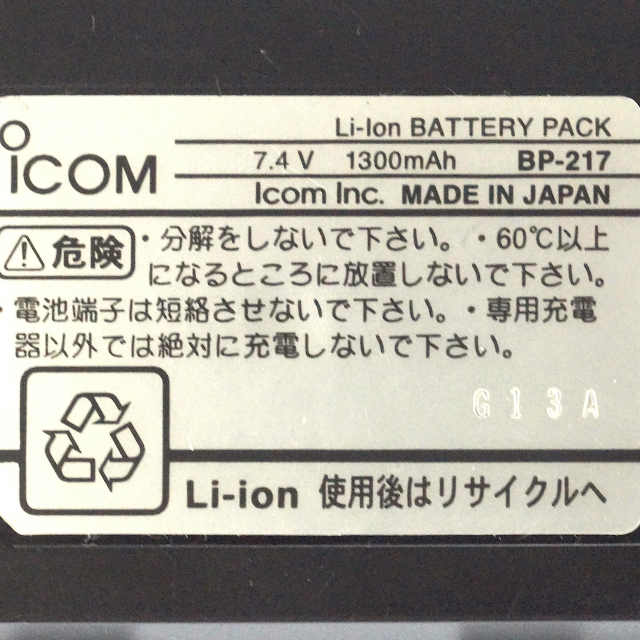 Li-Ion BATTERY PACK
ICOM
7.4 V 1300mAh BP-217
Icom Inc. MADE IN JAPAN
危険 ・分解をしないで下さい。・60℃以上
になるところに放置しないで下さい。
・電池端子は短絡させないで下さい。・専用充電
器以外では絶対に充電しないで下さい。
G13A
Li-ion 使用後はリサイクルへ